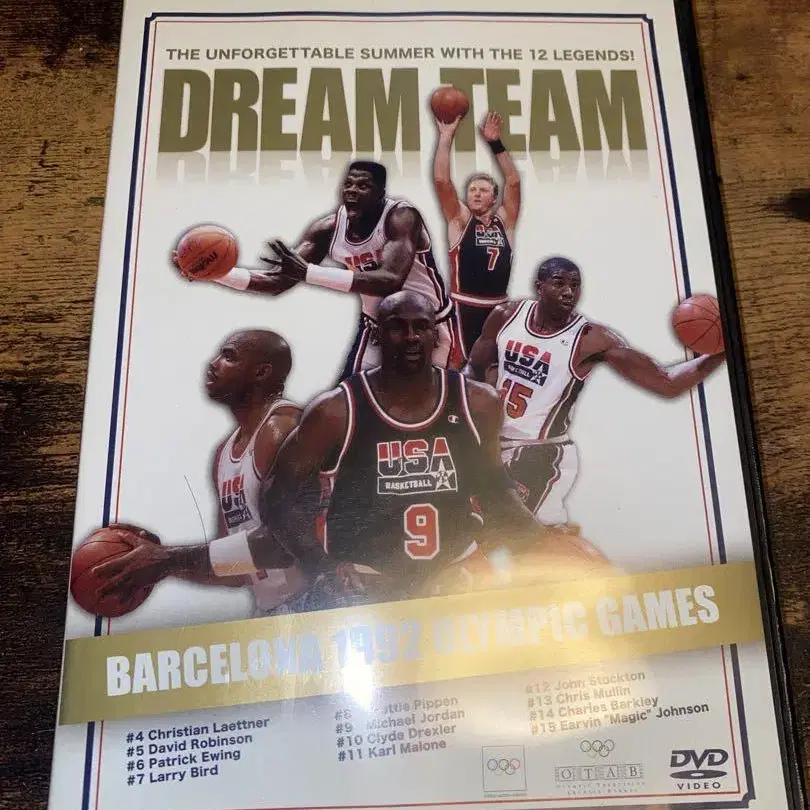 THE UNFORGETTABLE SUMMER WITH THE 12 LEGENDS!
DREAM TEAM
USA
7
USA
15
USA
USA
BASKETBALL
9
BARCELONA 1992 OLYMPIC GAMES
#4 Christian Laettner
#5 David Robinson
#6 Patrick Ewing
#7 Larry Bird
#8 Scottie Pippen
#9 Michael Jordan
#10 Clyde Drexler
#11 Karl Malone
#12 John Stockton
#13 Chris Mullin
#14 Charles Barkley
#15 Earvin "Magic" Johnson
OTAB
DVD
VIDEO